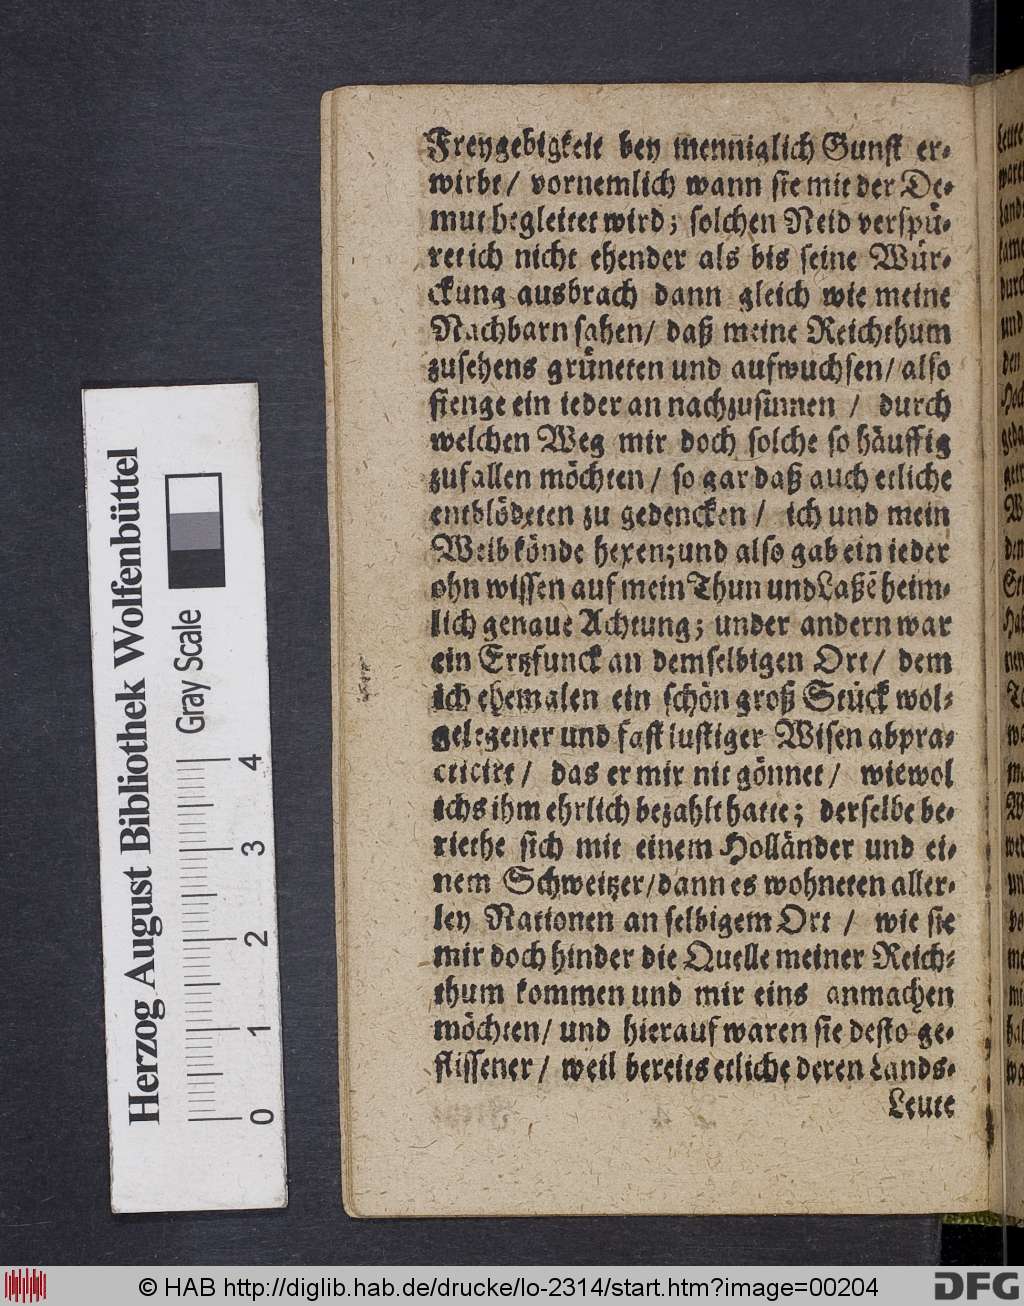 Freygebigkeit bey menniglich Gunst er-
wirbt / vornemlich wann sie mit der De-
mut begleitet wird; solchen Neid verspü-
ret ich nicht ehender als bis seine Wür-
ckung ausbrach dann gleich wie meine
Nachbarn sahen / daß meine Reichthum
zusehens grüneten und aufwuchsen / also
fienge ein ieder an nachzusinnen / durch
welchen Weg mir doch solche so häuffig
zufallen möchten / so gar daß auch etliche
entblödeten zu gedencken / ich und mein
Weib könde hexen; und also gab ein ieder
ohn wissen auf mein Thun und Laßē heim-
lich genaue Achtung; under andern war
ein Ertzfunck an demselbigen Ort / dem
ich ehemalen ein schön groß Stück wol-
gelegener und fast lustiger Wisen abpra-
cticirt / das er mir nit gönnet / wiewol
ichs ihm ehrlich bezahlt hatte; derselbe be-
riethe sich mit einem Holländer und ei-
nem Schweitzer / dann es wohneten aller-
ley Nationen an selbigem Ort / wie sie
mir doch hinder die Quelle meiner Reich-
thum kommen und mir eins anmachen
möchten / und hierauf waren sie desto ge-
flissener / weil bereits etliche deren Lands-
Leute
Herzog August Bibliothek Wolfenbüttel
Gray Scale
0 1 2 3 4
© HAB http://diglib.hab.de/drucke/lo-2314/start.htm?image=00204
DFG